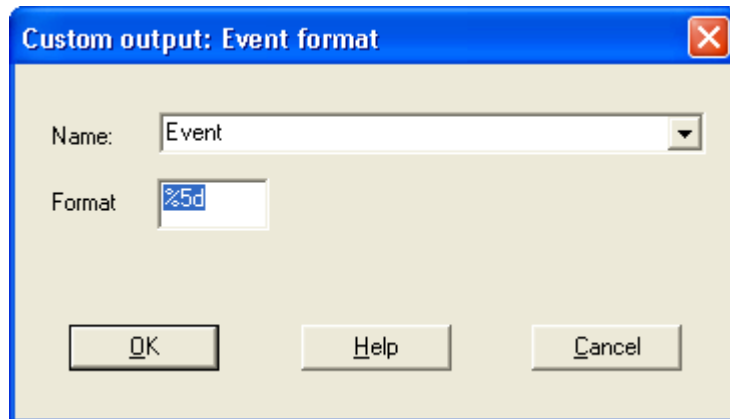 Custom output: Event format
Name: Event
Format %5d
OK Help Cancel